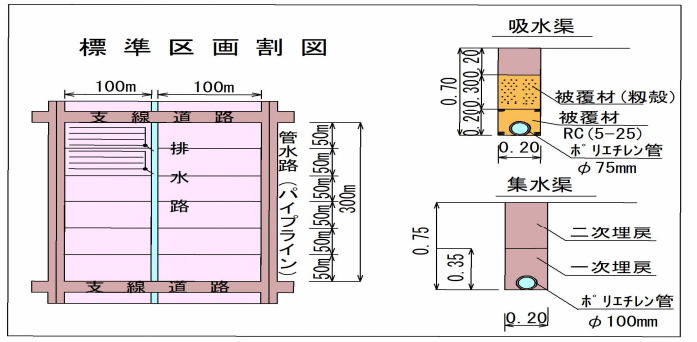 標準区画割図
100m 100m
支線道路
排水路
管水路(パイプライン)
50m
50m
50m
50m
50m
50m
300m
支線道路
吸水渠
0.70
0.20
0.300
0.20
被覆材(籾殻)
被覆材
RC(5-25)
ポリエチレン管
φ75mm
0.20
集水渠
0.75
0.35
二次埋戻
一次埋戻
ポリエチレン管
φ100mm
0.20